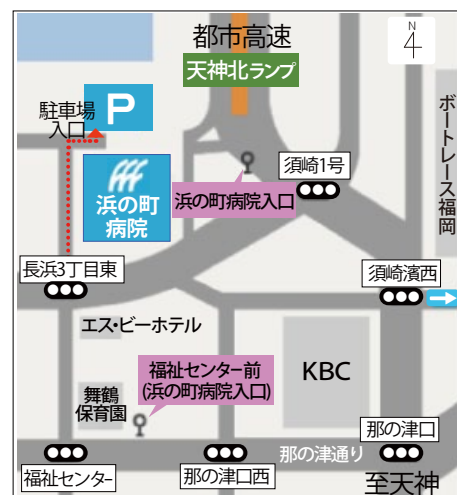 都市高速
天神北ランプ
N
4
駐車場
入口
P
ボートレース福岡
須崎1号
浜の町
病院
浜の町病院入口
長浜3丁目東
須崎濱西
エス・ビーホテル
福祉センター前
(浜の町病院入口)
KBC
舞鶴
保育園
那の津口
那の津通り
福祉センター
那の津口西
至天神